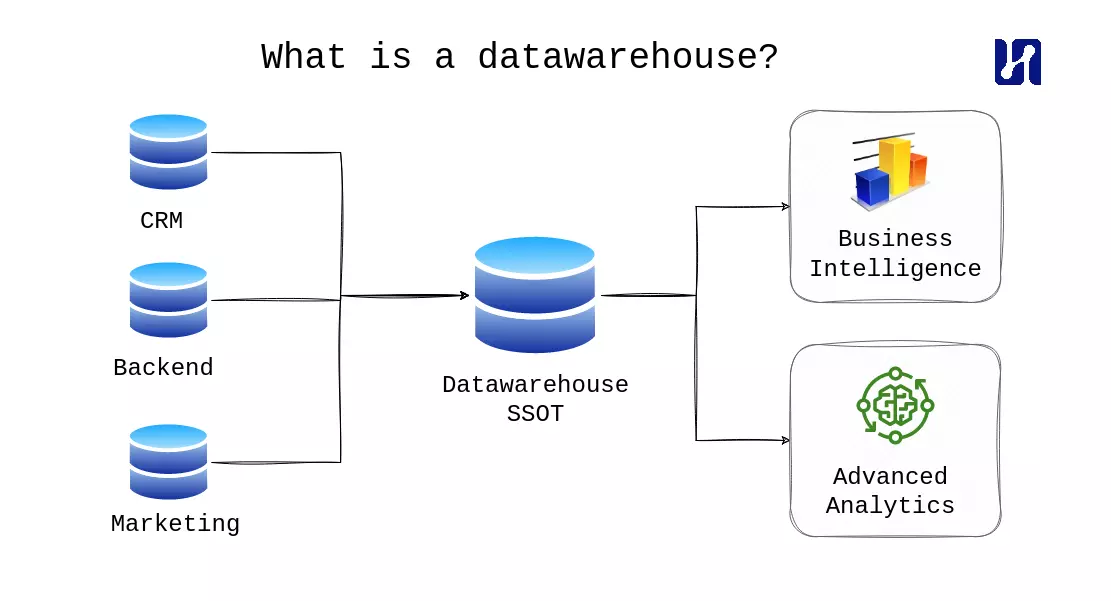 What is a datawarehouse?
CRM
Backend
Marketing
Datawarehouse
SSOT
Business
Intelligence
Advanced
Analytics